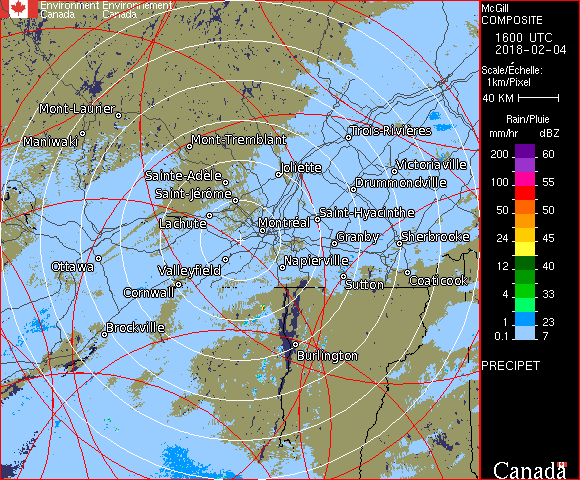 Environment Environnement
Canada Canada
McGill
COMPOSITE
1600 UTC
2018-02-04
Scale/Échelle:
1km/Pixel
40 KM
Rain/Pluie
mm/hr dBZ
200 60
100 55
50 50
24 45
12 40
4 33
1 23
0.1 7
PRECIPET
Canada
Mont-Laurier
Maniwaki
Mont-Tremblant
Trois-Rivières
Joliette
Victoriaville
Sainte-Adèle
Drummondville
Saint-Jérôme
Saint-Hyacinthe
Lachute
Montréal
Granby
Sherbrooke
Ottawa
Valleyfield
Napierville
Cornwall
Sutton
Coaticook
Brockville
Burlington